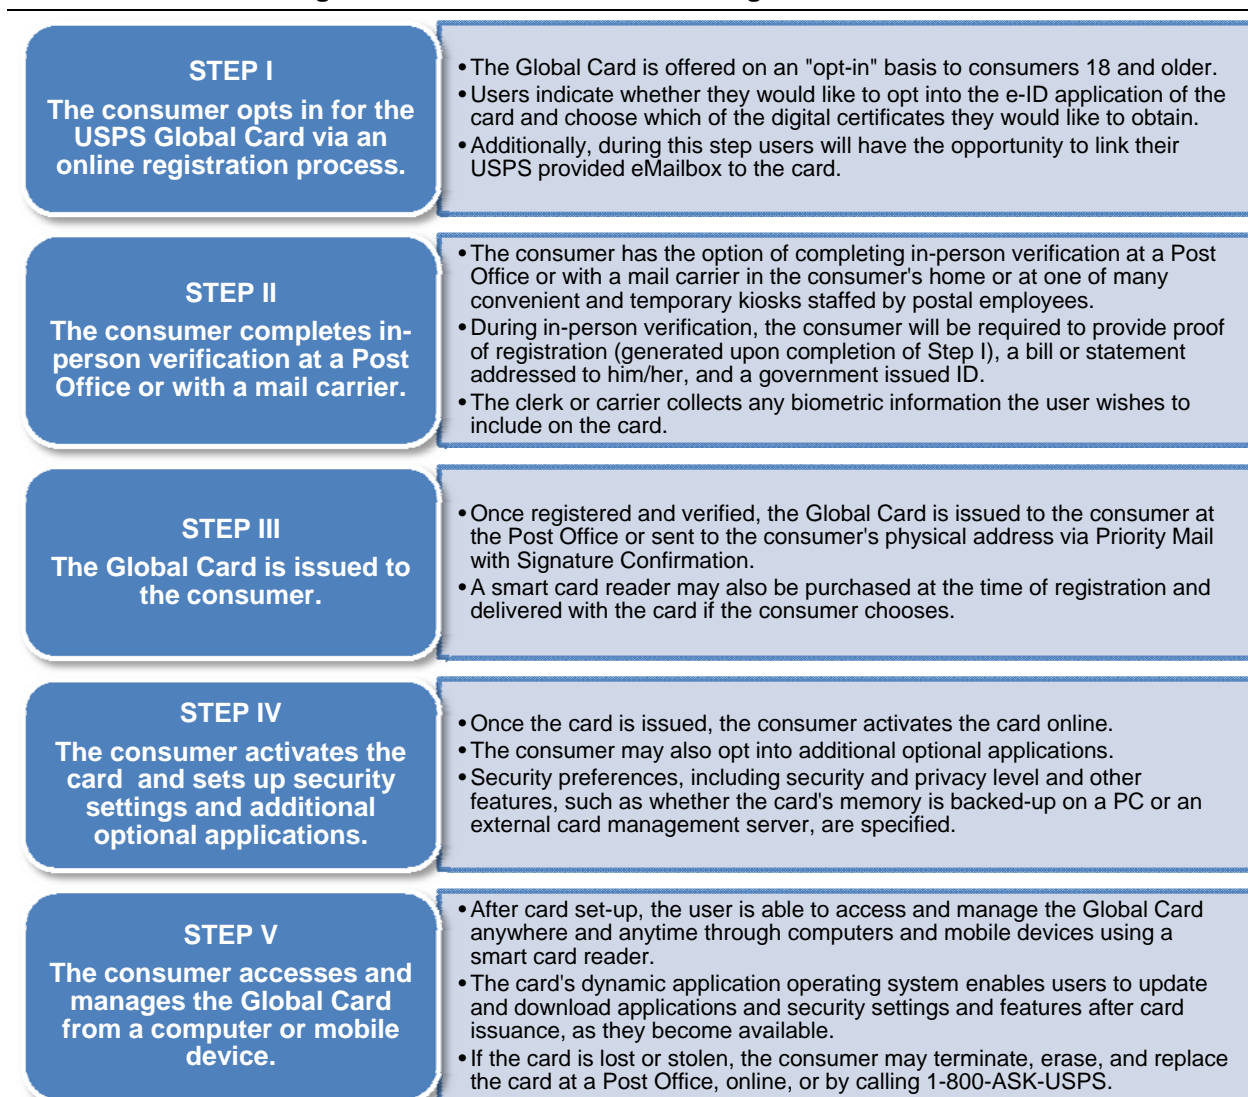 STEP I
The consumer opts in for the
USPS Global Card via an
online registration process.
•The Global Card is offered on an "opt-in" basis to consumers 18 and older.
•Users indicate whether they would like to opt into the e-ID application of the
card and choose which of the digital certificates they would like to obtain.
•Additionally, during this step users will have the opportunity to link their
USPS provided eMailbox to the card.
STEP II
The consumer completes in-
person verification at a Post
Office or with a mail carrier.
•The consumer has the option of completing in-person verification at a Post
Office or with a mail carrier in the consumer's home or at one of many
convenient and temporary kiosks staffed by postal employees.
•During in-person verification, the consumer will be required to provide proof
of registration (generated upon completion of Step I), a bill or statement
addressed to him/her, and a government issued ID.
•The clerk or carrier collects any biometric information the user wishes to
include on the card.
STEP III
The Global Card is issued to
the consumer.
•Once registered and verified, the Global Card is issued to the consumer at
the Post Office or sent to the consumer's physical address via Priority Mail
with Signature Confirmation.
•A smart card reader may also be purchased at the time of registration and
delivered with the card if the consumer chooses.
STEP IV
The consumer activates the
card and sets up security
settings and additional
optional applications.
•Once the card is issued, the consumer activates the card online.
•The consumer may also opt into additional optional applications.
•Security preferences, including security and privacy level and other
features, such as whether the card's memory is backed-up on a PC or an
external card management server, are specified.
STEP V
The consumer accesses and
manages the Global Card
from a computer or mobile
device.
•After card set-up, the user is able to access and manage the Global Card
anywhere and anytime through computers and mobile devices using a
smart card reader.
•The card's dynamic application operating system enables users to update
and download applications and security settings and features after card
issuance, as they become available.
•If the card is lost or stolen, the consumer may terminate, erase, and replace
the card at a Post Office, online, or by calling 1-800-ASK-USPS.